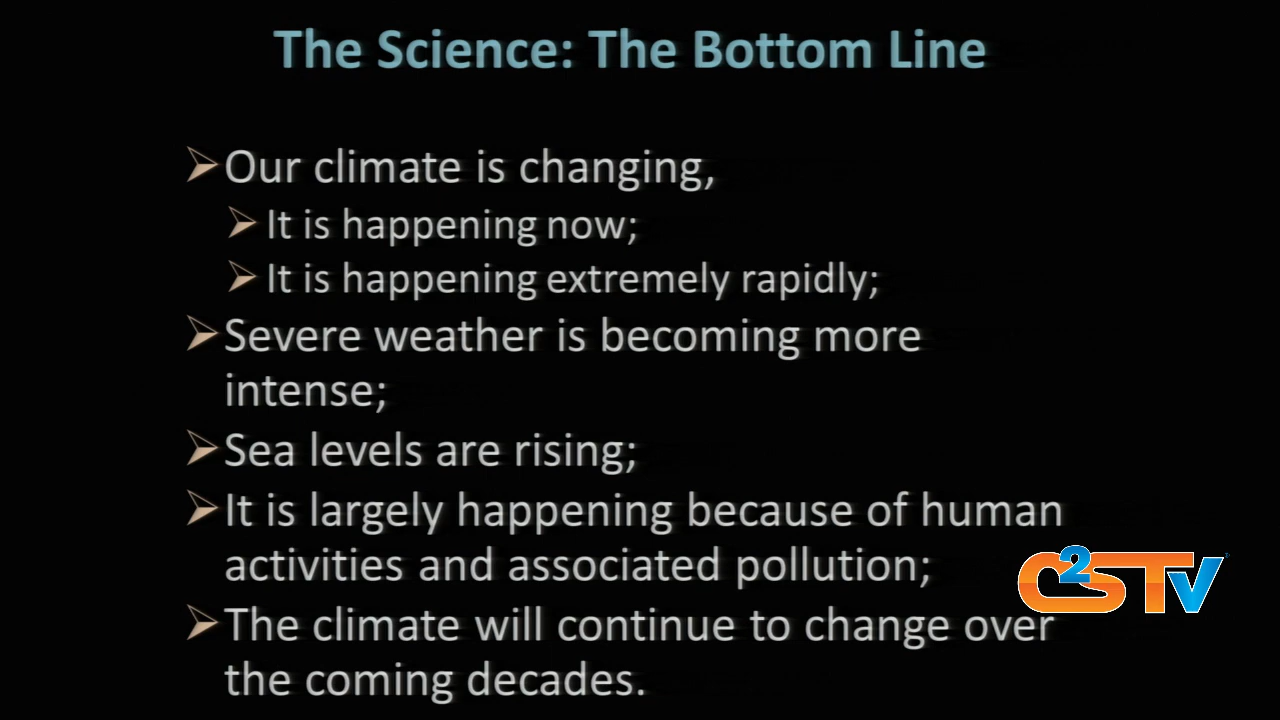 The Science: The Bottom Line
Our climate is changing,
It is happening now;
It is happening extremely rapidly;
Severe weather is becoming more
intense;
Sea levels are rising;
It is largely happening because of human
activities and associated pollution;
The climate will continue to change over
the coming decades.
C2STV